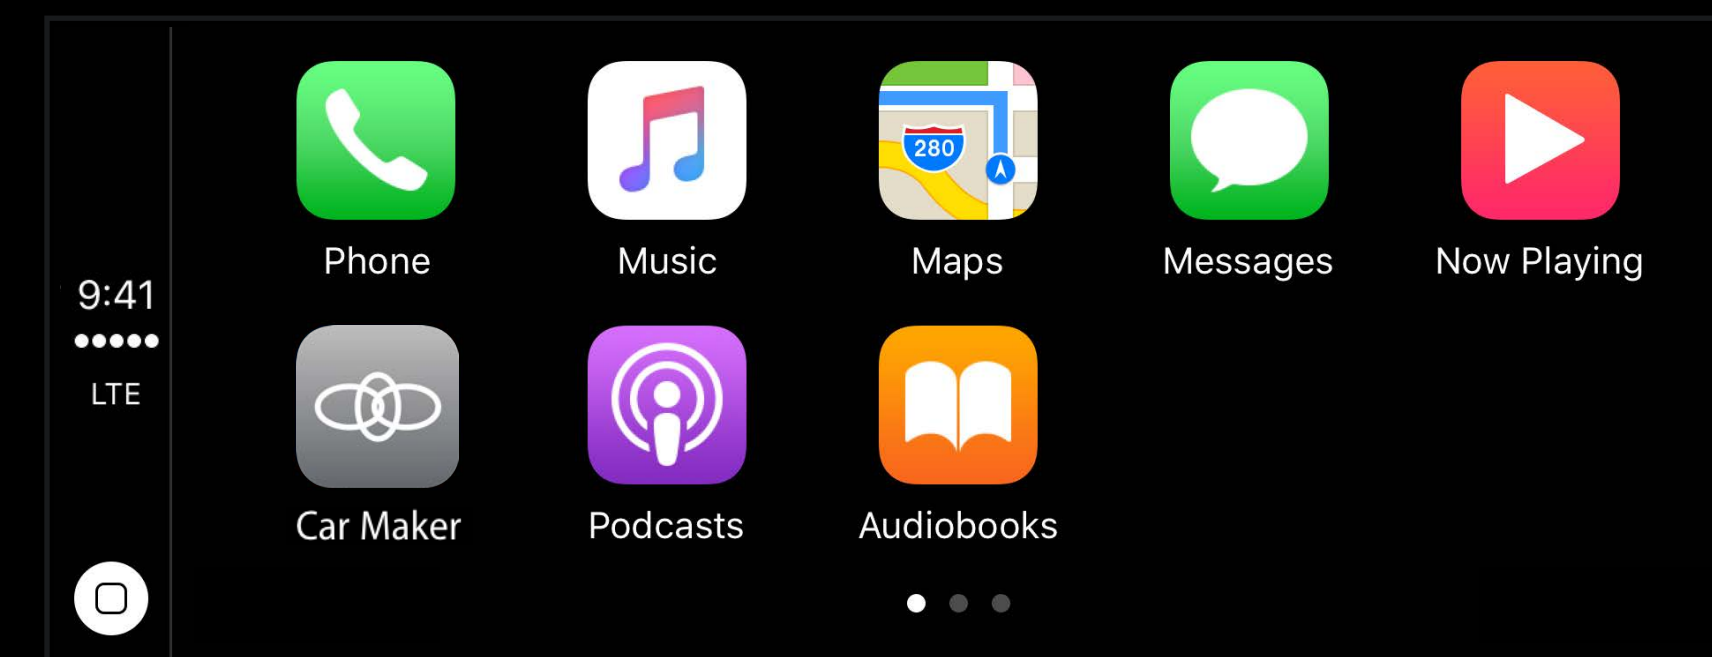 9:41
LTE
Phone
Music
280
Maps
Messages
Now Playing
Car Maker
Podcasts
Audiobooks